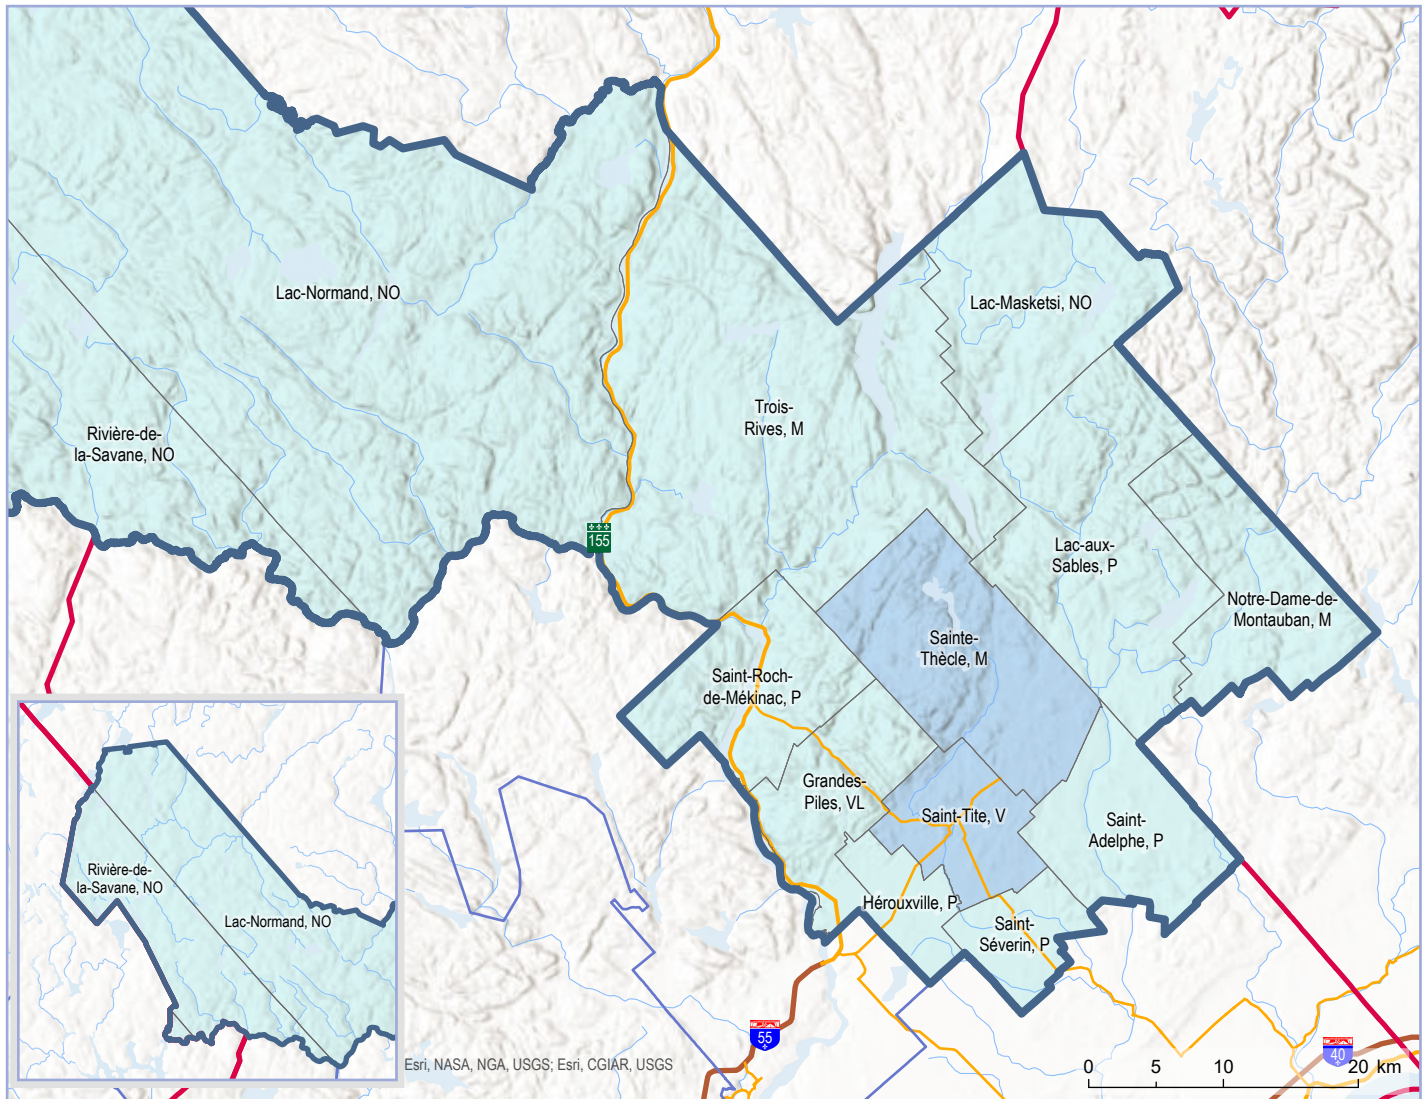 Lac-Normand, NO
Lac-Masketsi, NO
Trois-
Rives, M
Rivière-de-
la-Savane, NO
155
Lac-aux-
Sables, P
Notre-Dame-de-
Montauban, M
Sainte-
Thècle, M
Saint-Roch-
de-Mékinac, P
Grandes-
Piles, VL
Saint-Tite, V
Saint-
Adelphe, P
Hérouxville, P
Saint-
Séverin, P
Rivière-de-
la-Savane, NO
Lac-Normand, NO
55
40
Esri, NASA, NGA, USGS; Esri, CGIAR, USGS
0 5 10 20 km